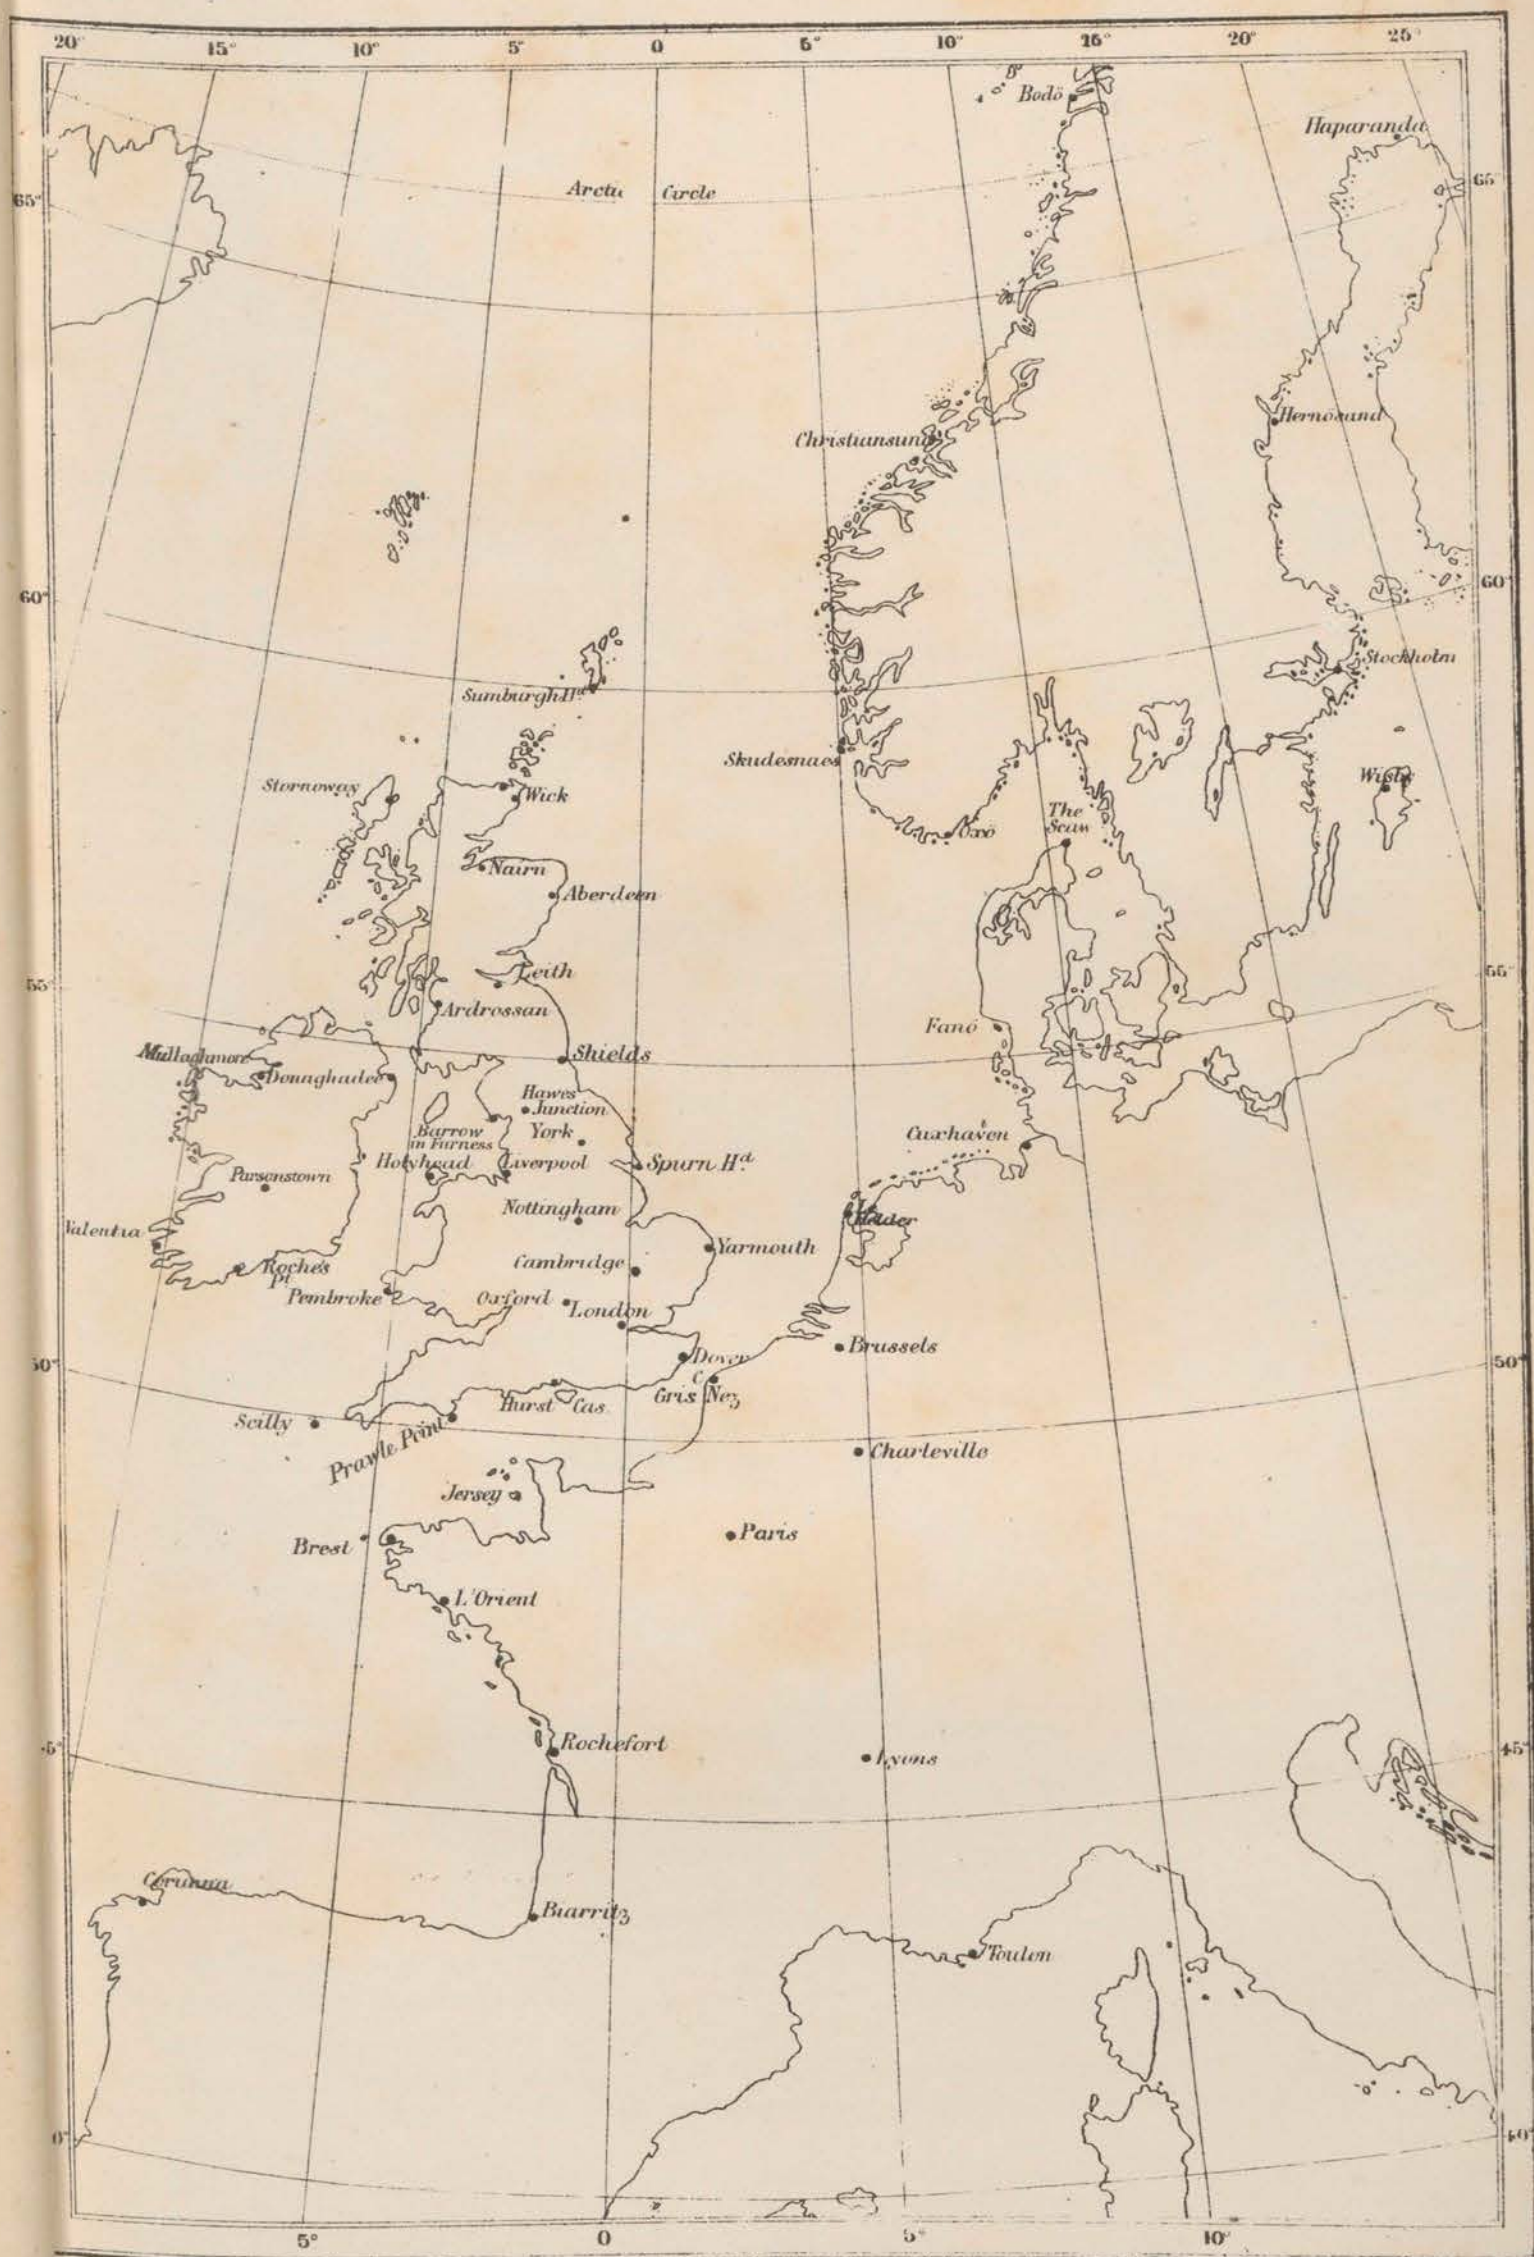 20° 15° 10° 5° 0 5° 10° 15° 20° 25°
Bodö
Haparanda
Arctic Circle
65° 65°
Hernösand
Christiansund
60° 60°
Stockholm
Sumburgh Hd
Skudesnaes
Stornoway
Wick
Wisby
The
Scaw
Oxö
Nairn
Aberdeen
Leith
55° 55°
Ardrossan
Fanö
Mullaghmore
Shields
Donaghadee
Hawes
Junction
Barrow
in Furness
York
Cuxhaven
Holyhead
Liverpool
Spurn Hd.
Parsonstown
Nottingham
Helder
Valentia
Yarmouth
Roches
Pt
Cambridge
Pembroke
Oxford
London
Brussels
Dover
50° 50°
C.
Gris Nez
Hurst Cas.
Scilly
Prawle Point
Charleville
Jersey
Paris
Brest
L'Orient
Rochefort
Lyons
5° 45°
Corunna
Biarritz
Toulon
0° 40°
5° 0 5° 10°